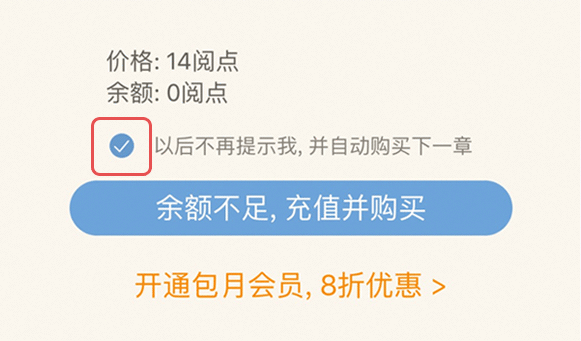 价格: 14阅点
余额: 0阅点
以后不再提示我, 并自动购买下一章
余额不足, 充值并购买
开通包月会员, 8折优惠 >